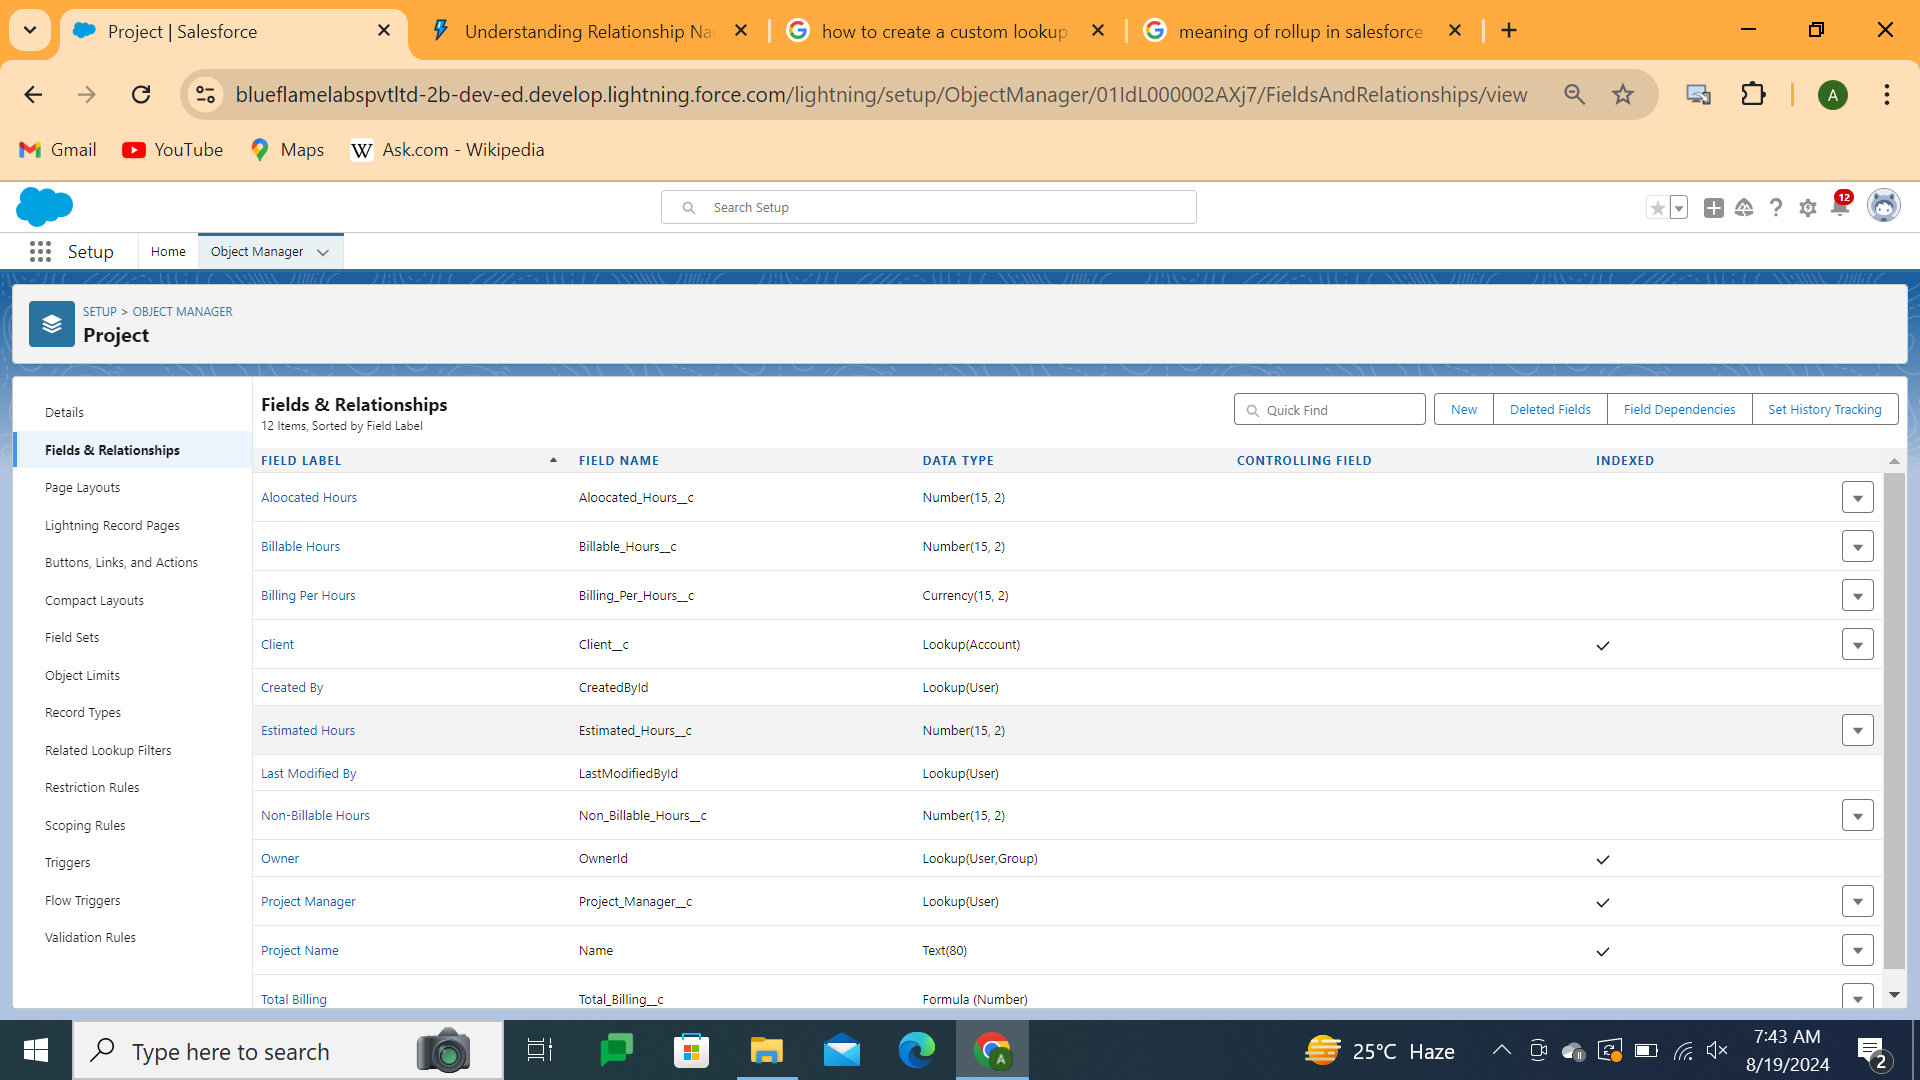 Project | Salesforce
Understanding Relationship Na
how to create a custom lookup
meaning of rollup in salesforce
blueflamelabspvtltd-2b-dev-ed.develop.lightning.force.com/lightning/setup/ObjectManager/01IdL000002AXj7/FieldsAndRelationships/view
A
Gmail
YouTube
Maps
W Ask.com - Wikipedia
Search Setup
12
Setup
Home
Object Manager
SETUP > OBJECT MANAGER
Project
Details
Fields & Relationships
Page Layouts
Lightning Record Pages
Buttons, Links, and Actions
Compact Layouts
Field Sets
Object Limits
Record Types
Related Lookup Filters
Restriction Rules
Scoping Rules
Triggers
Flow Triggers
Validation Rules
Fields & Relationships
12 Items, Sorted by Field Label
Quick Find
New
Deleted Fields
Field Dependencies
Set History Tracking
FIELD LABEL FIELD NAME DATA TYPE CONTROLLING FIELD INDEXED
Aloocated Hours Aloocated_Hours__c Number(15, 2)
Billable Hours Billable_Hours__c Number(15, 2)
Billing Per Hours Billing_Per_Hours__c Currency(15, 2)
Client Client__c Lookup(Account)
Created By CreatedById Lookup(User)
Estimated Hours Estimated_Hours__c Number(15, 2)
Last Modified By LastModifiedById Lookup(User)
Non-Billable Hours Non_Billable_Hours__c Number(15, 2)
Owner OwnerId Lookup(User,Group)
Project Manager Project_Manager__c Lookup(User)
Project Name Name Text(80)
Total Billing Total_Billing__c Formula (Number)
Type here to search
A
25°C Haze
7:43 AM
8/19/2024
2